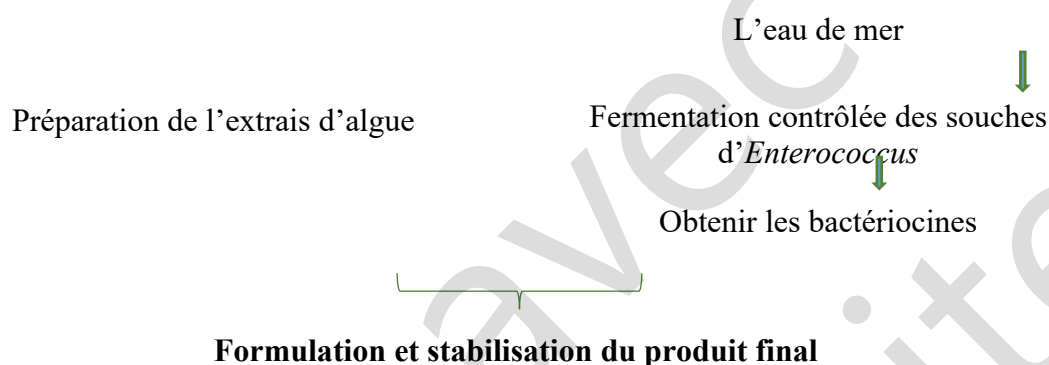 L’eau de mer
Préparation de l’extrais d’algue
Fermentation contrôlée des souches
d’Enterococcus
Obtenir les bactériocines
Formulation et stabilisation du produit final
avec